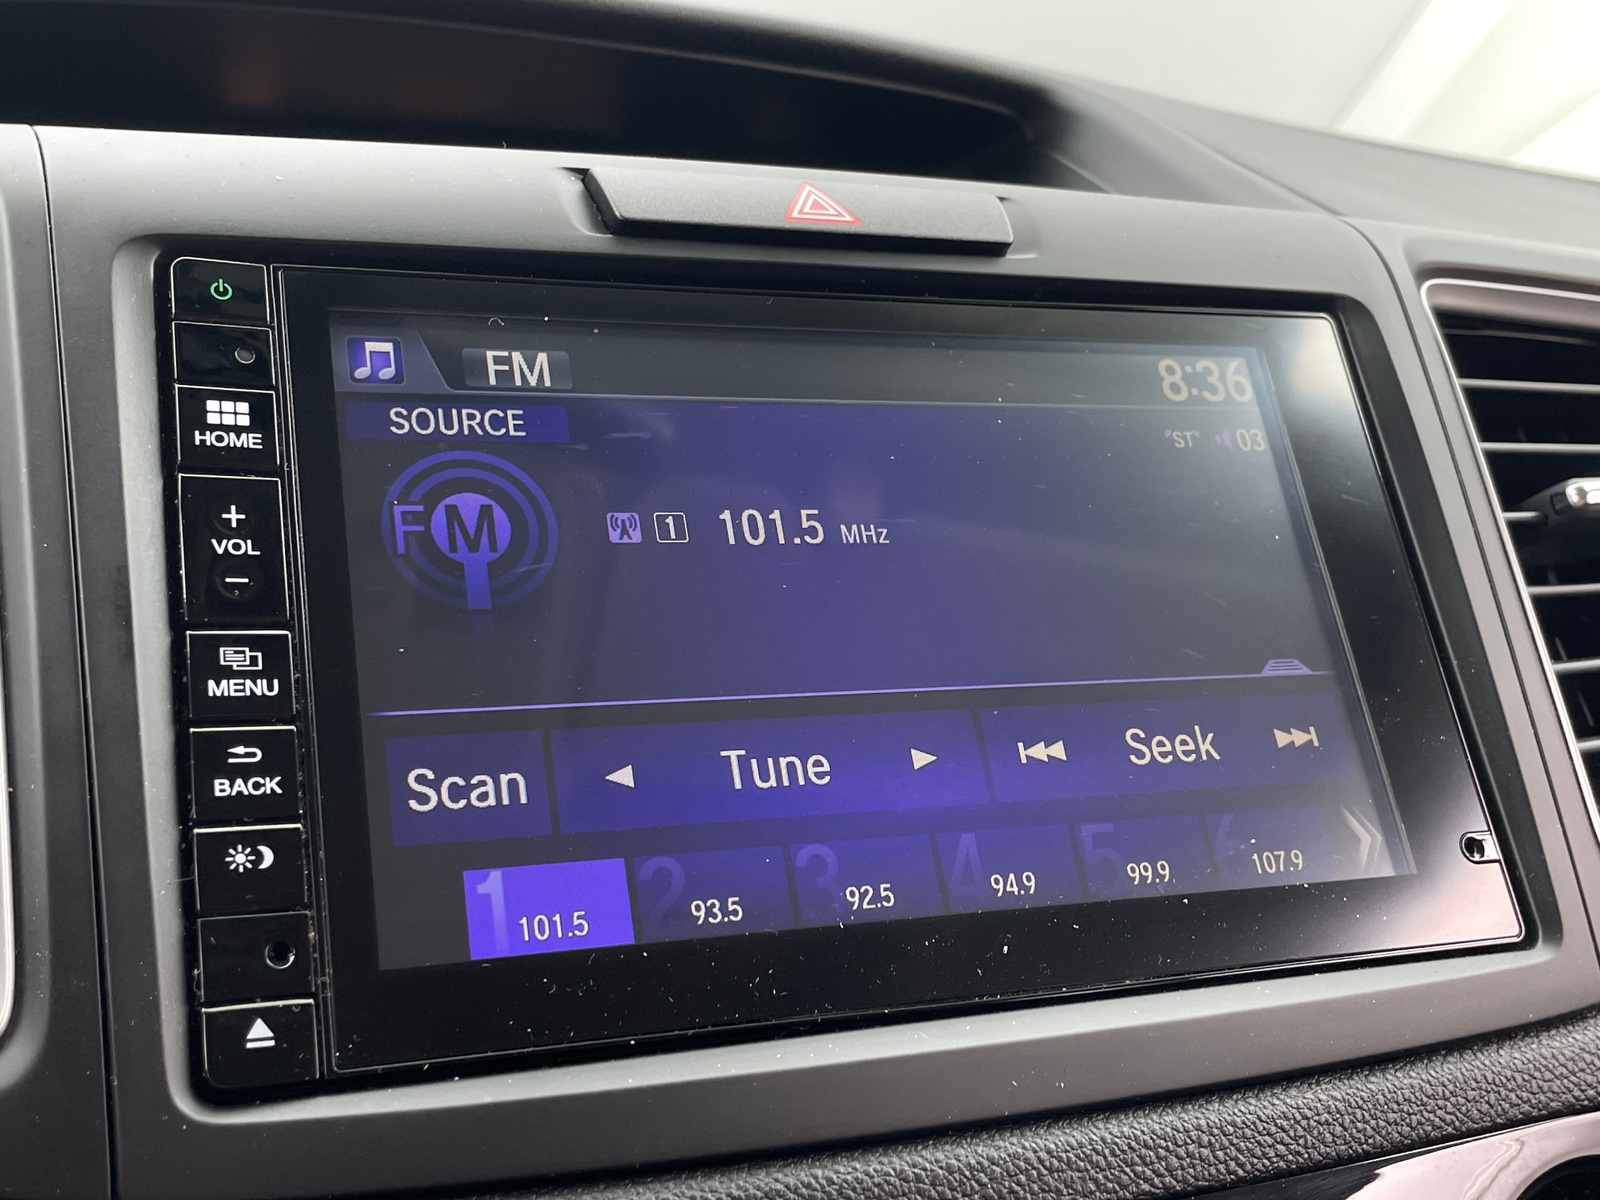 FM
8:36
SOURCE
"ST" 03
FM
1 101.5 MHz
HOME
+
VOL
−
MENU
BACK
Scan
Tune
Seek
1 101.5
2 93.5
3 92.5
4 94.9
5 99.9
6 107.9